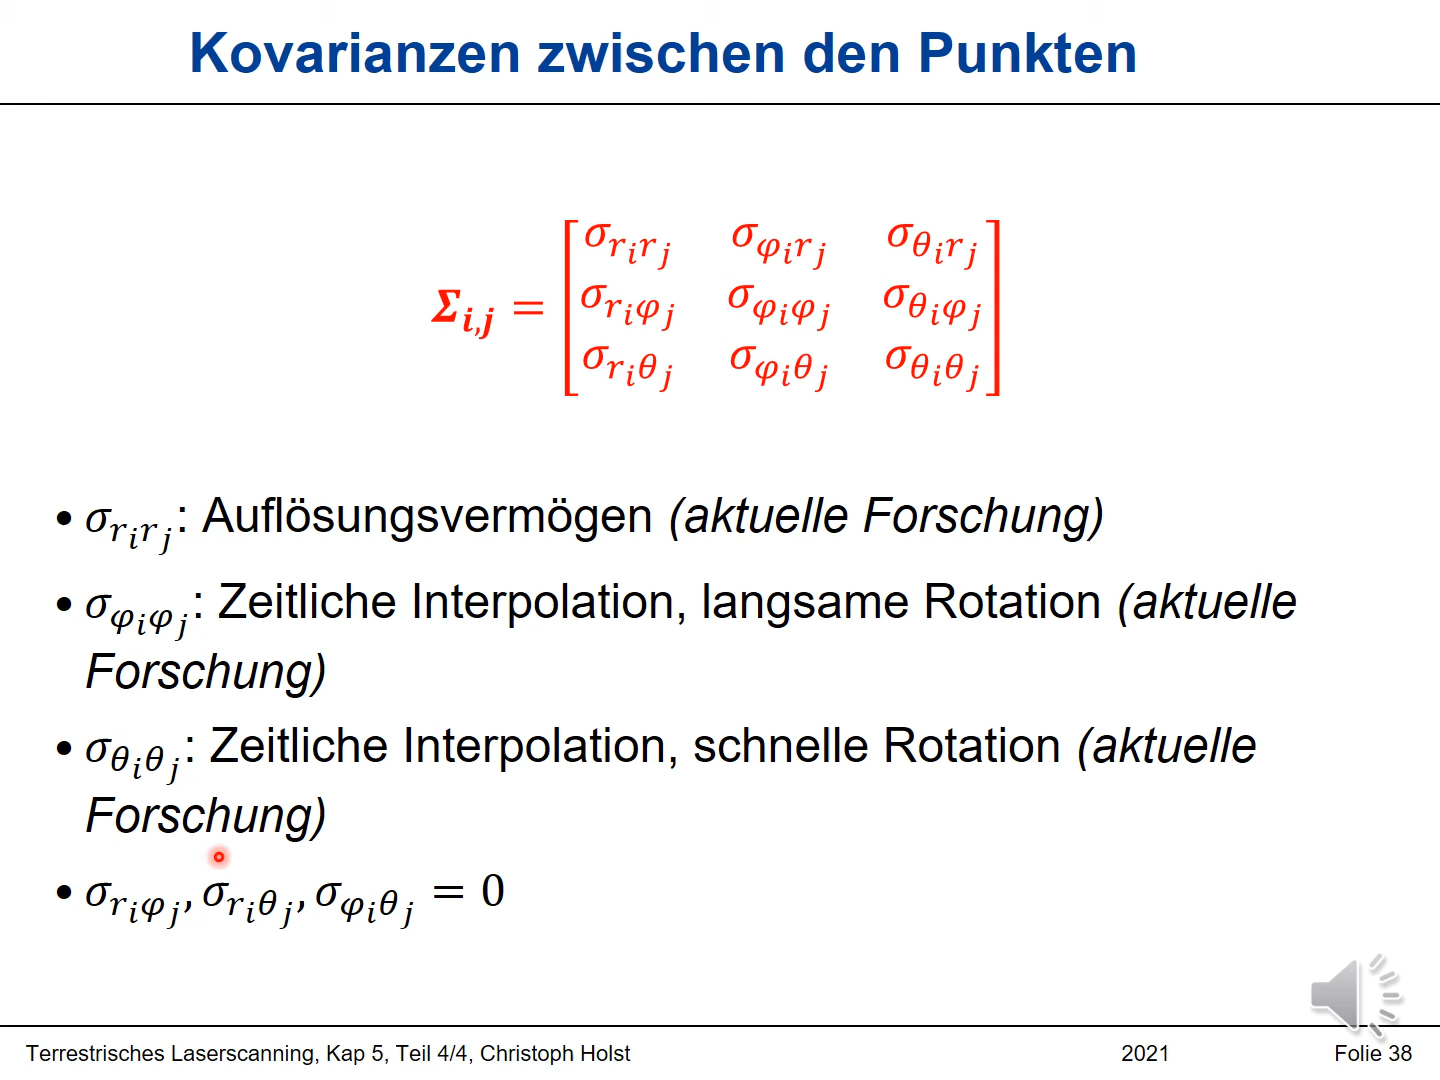 Kovarianzen zwischen den Punkten
σ_{r_i r_j} σ_{φ_i r_j} σ_{θ_i r_j}
Σ_{i,j} = σ_{r_i φ_j} σ_{φ_i φ_j} σ_{θ_i φ_j}
σ_{r_i θ_j} σ_{φ_i θ_j} σ_{θ_i θ_j}
• σ_{r_i r_j}: Auflösungsvermögen (aktuelle Forschung)
• σ_{φ_i φ_j}: Zeitliche Interpolation, langsame Rotation (aktuelle
Forschung)
• σ_{θ_i θ_j}: Zeitliche Interpolation, schnelle Rotation (aktuelle
Forschung)
• σ_{r_i φ_j}, σ_{r_i θ_j}, σ_{φ_i θ_j} = 0
Terrestrisches Laserscanning, Kap 5, Teil 4/4, Christoph Holst 2021 Folie 38